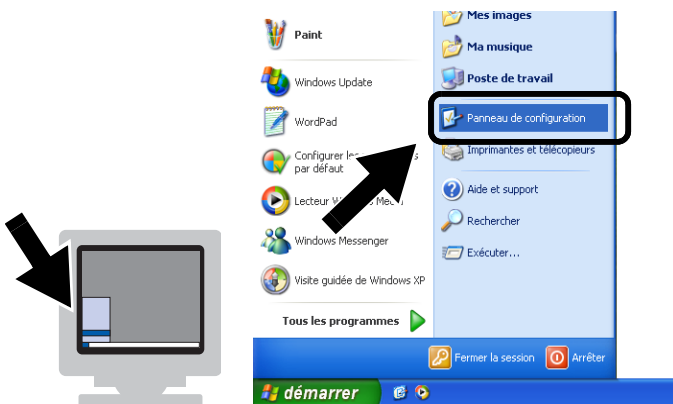 Paint
Windows Update
WordPad
Configurer les
par défaut
Lecteur Windows
Windows Messenger
Visite guidée de Windows XP
Tous les programmes
Mes images
Ma musique
Poste de travail
Panneau de configuration
Imprimantes et télécopieurs
Aide et support
Rechercher
Exécuter...
Fermer la session
Arrêter
démarrer